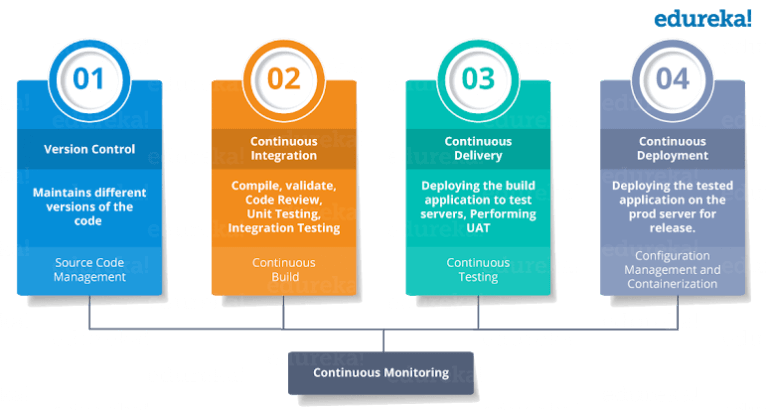 edureka!
01
Version Control
Maintains different
versions of the
code
Source Code
Management
02
Continuous
Integration
Compile, validate,
Code Review,
Unit Testing,
Integration Testing
Continuous
Build
03
Continuous
Delivery
Deploying the build
application to test
servers, Performing
UAT
Continuous
Testing
04
Continuous
Deployment
Deploying the tested
application on the
prod server for
release.
Configuration
Management and
Containerization
Continuous Monitoring